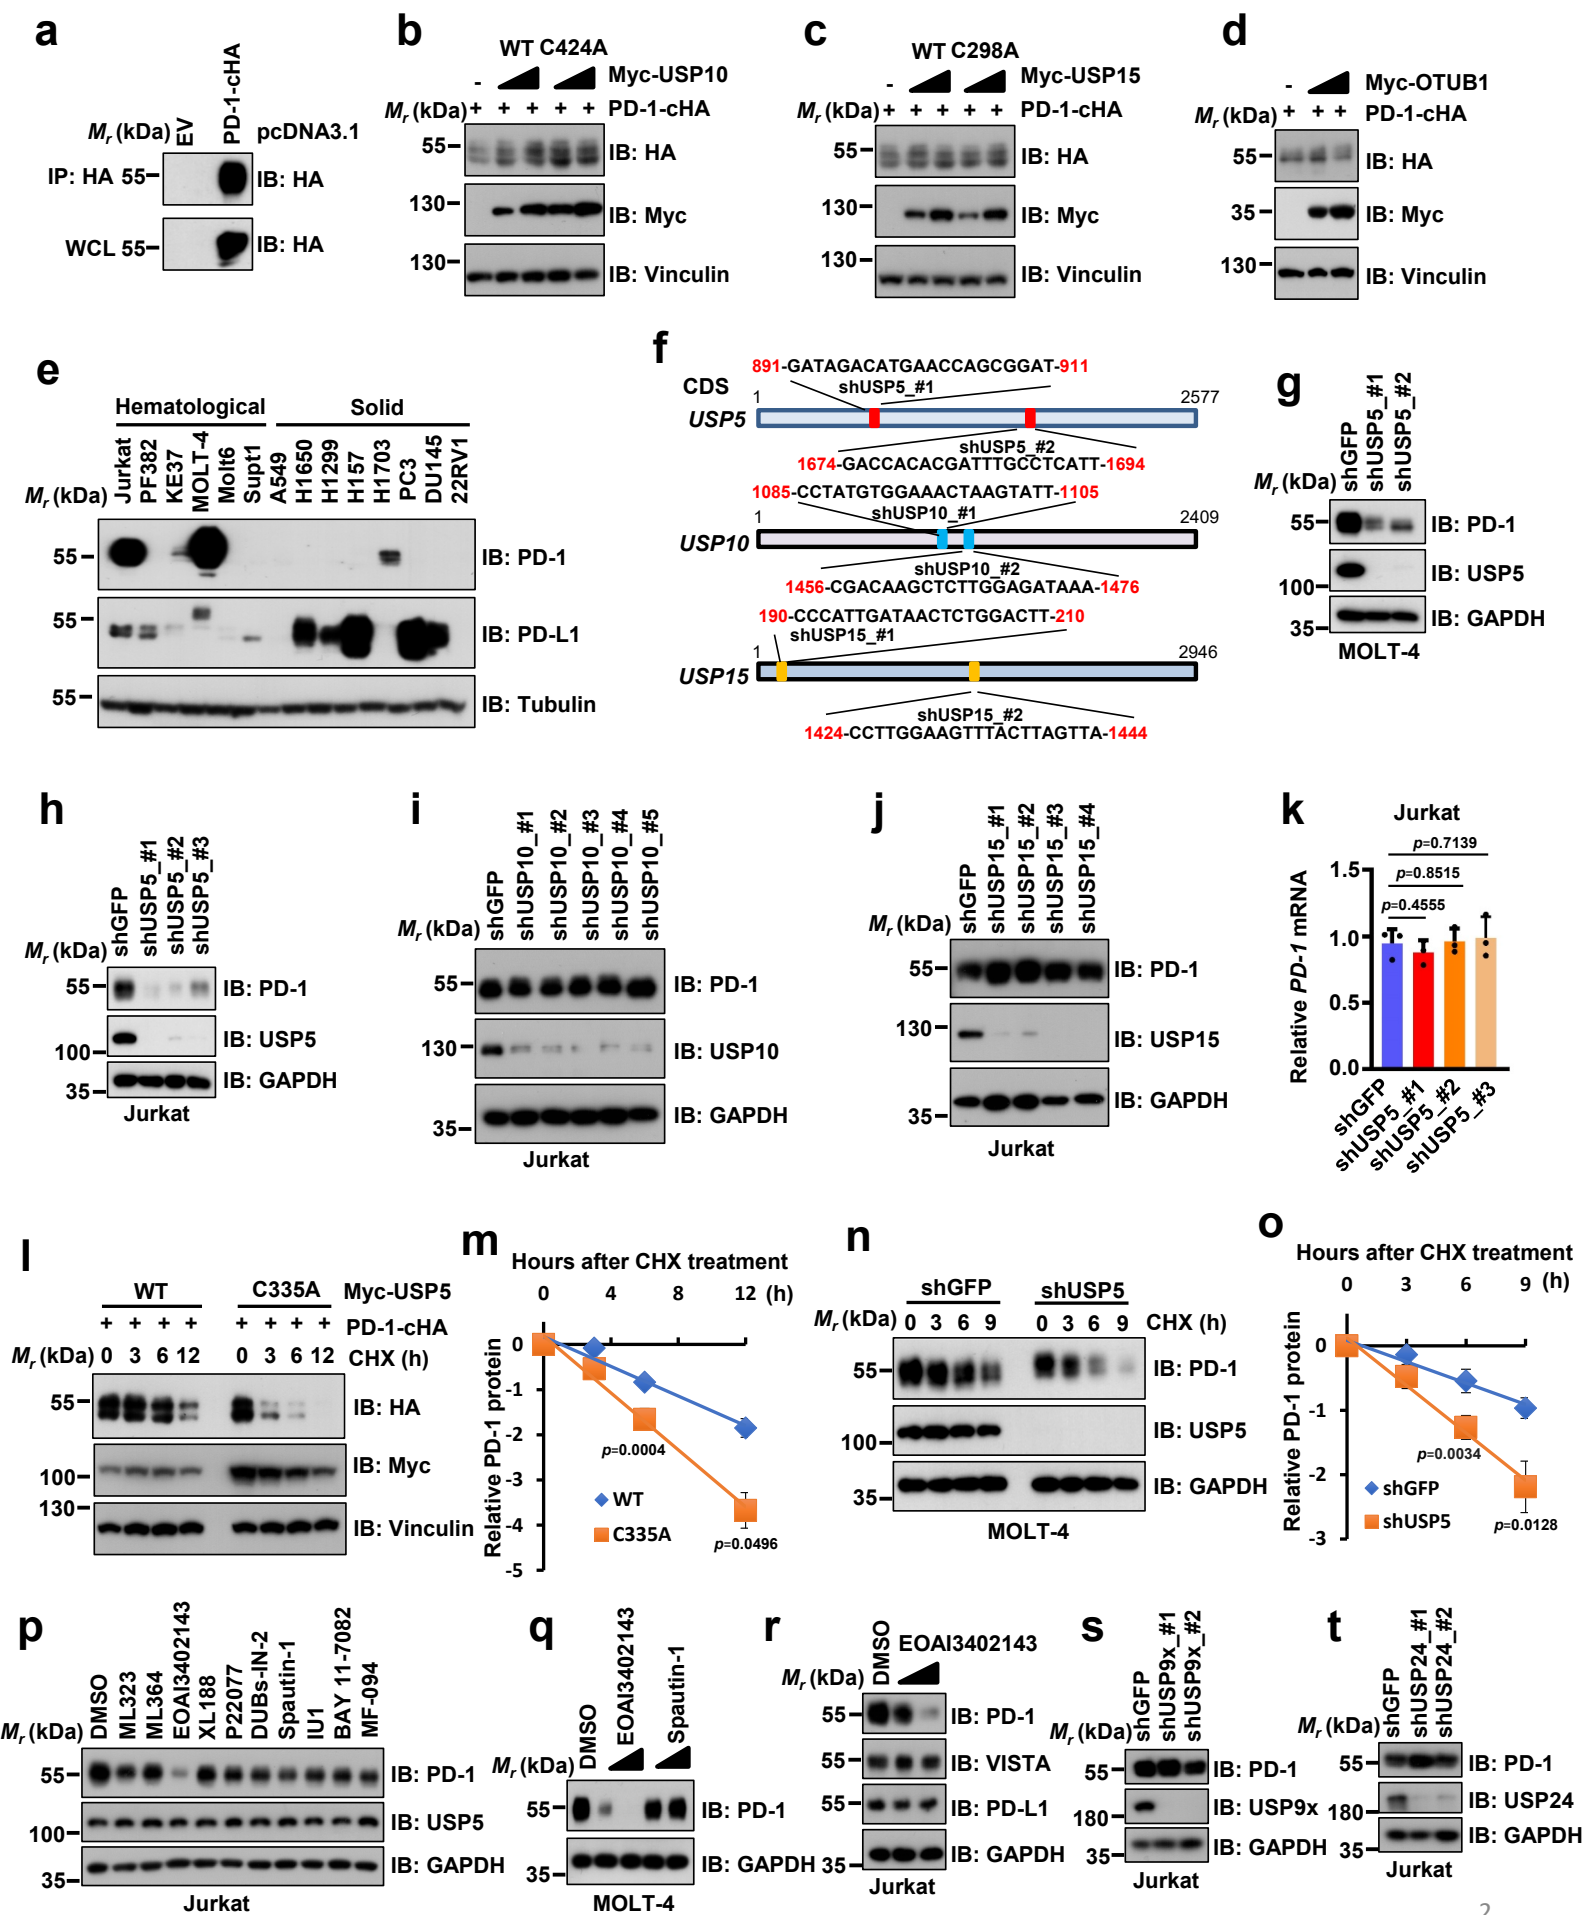 a
PD-1-cHA
EV
Mr (kDa)
pcDNA3.1
IP: HA 55
IB: HA
WCL 55
IB: HA
b
WT C424A
- Myc-USP10
Mr (kDa) + + + + + PD-1-cHA
55 IB: HA
130 IB: Myc
130 IB: Vinculin
c
WT C298A
- Myc-USP15
Mr (kDa) + + + + + PD-1-cHA
55 IB: HA
130 IB: Myc
130 IB: Vinculin
d
- Myc-OTUB1
Mr (kDa) + + + PD-1-cHA
55 IB: HA
35 IB: Myc
130 IB: Vinculin
e
Hematological Solid
Jurkat PF382 KE37 MOLT-4 Molt6 Supt1 A549 H1650 H1299 H157 H1703 PC3 DU145 22RV1
Mr (kDa)
55 IB: PD-1
55 IB: PD-L1
55 IB: Tubulin
f
891-GATAGACATGAACCAGCGGAT-911
CDS shUSP5_#1
1 2577
USP5
shUSP5_#2
1674-GACCACACGATTTGCCTCATT-1694
1085-CCTATGTGGAAACTAAGTATT-1105
shUSP10_#1
1 2409
USP10
shUSP10_#2
1456-CGACAAGCTCTTGGAGATAAA-1476
190-CCCATTGATAACTCTGGACTT-210
shUSP15_#1
1 2946
USP15
shUSP15_#2
1424-CCTTGGAAGTTTACTTAGTTA-1444
g
shGFP shUSP5_#1 shUSP5_#2
Mr (kDa)
55 IB: PD-1
100 IB: USP5
35 IB: GAPDH
MOLT-4
h
shGFP shUSP5_#1 shUSP5_#2 shUSP5_#3
Mr (kDa)
55 IB: PD-1
100 IB: USP5
35 IB: GAPDH
Jurkat
i
shGFP shUSP10_#1 shUSP10_#2 shUSP10_#3 shUSP10_#4 shUSP10_#5
Mr (kDa)
55 IB: PD-1
130 IB: USP10
35 IB: GAPDH
Jurkat
j
shGFP shUSP15_#1 shUSP15_#2 shUSP15_#3 shUSP15_#4
Mr (kDa)
55 IB: PD-1
130 IB: USP15
35 IB: GAPDH
Jurkat
k
Jurkat
p=0.7139
p=0.8515
p=0.4555
1.5
1.0
0.5
0.0
Relative PD-1 mRNA
shGFP shUSP5_#1 shUSP5_#2 shUSP5_#3
l
WT C335A Myc-USP5
+ + + + + + + + PD-1-cHA
Mr (kDa) 0 3 6 12 0 3 6 12 CHX (h)
55 IB: HA
100 IB: Myc
130 IB: Vinculin
m
Hours after CHX treatment
0 4 8 12 (h)
0
-1
-2
-3
-4
-5
Relative PD-1 protein
p=0.0004
WT
C335A
p=0.0496
n
shGFP shUSP5
Mr (kDa) 0 3 6 9 0 3 6 9 CHX (h)
55 IB: PD-1
100 IB: USP5
35 IB: GAPDH
MOLT-4
o
Hours after CHX treatment
0 3 6 9 (h)
0
-1
-2
-3
Relative PD-1 protein
p=0.0034
shGFP
shUSP5
p=0.0128
p
DMSO ML323 ML364 EOAI3402143 XL188 P22077 DUBs-IN-2 Spautin-1 IU1 BAY 11-7082 MF-094
Mr (kDa)
55 IB: PD-1
100 IB: USP5
35 IB: GAPDH
Jurkat
q
DMSO EOAI3402143 Spautin-1
Mr (kDa)
55 IB: PD-1
35 IB: GAPDH
MOLT-4
r
DMSO EOAI3402143
Mr (kDa)
55 IB: PD-1
55 IB: VISTA
55 IB: PD-L1
35 IB: GAPDH
Jurkat
s
shGFP shUSP9x_#1 shUSP9x_#2
Mr (kDa)
55 IB: PD-1
180 IB: USP9x
35 IB: GAPDH
Jurkat
t
shGFP shUSP24_#1 shUSP24_#2
Mr (kDa)
55 IB: PD-1
180 IB: USP24
35 IB: GAPDH
Jurkat
2